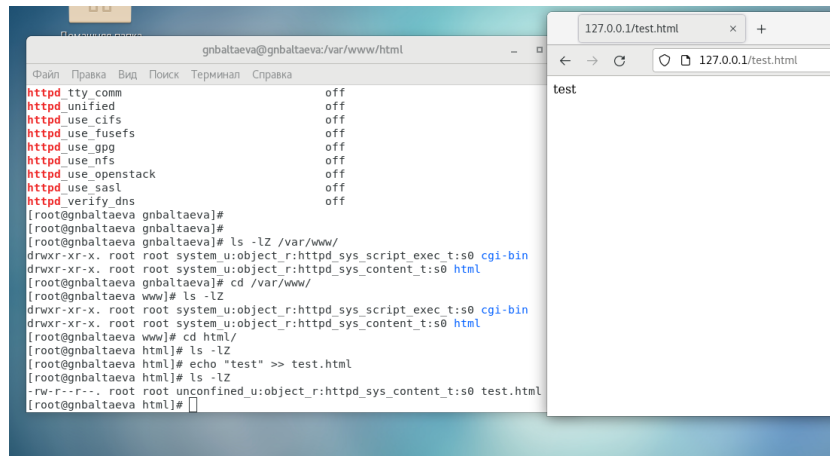 Домашняя папка
gnbaltaeva@gnbaltaeva:/var/www/html
Файл Правка Вид Поиск Терминал Справка
httpd_tty_comm off
httpd_unified off
httpd_use_cifs off
httpd_use_fusefs off
httpd_use_gpg off
httpd_use_nfs off
httpd_use_openstack off
httpd_use_sasl off
httpd_verify_dns off
[root@gnbaltaeva gnbaltaeva]#
[root@gnbaltaeva gnbaltaeva]#
[root@gnbaltaeva gnbaltaeva]# ls -lZ /var/www/
drwxr-xr-x. root root system_u:object_r:httpd_sys_script_exec_t:s0 cgi-bin
drwxr-xr-x. root root system_u:object_r:httpd_sys_content_t:s0 html
[root@gnbaltaeva gnbaltaeva]# cd /var/www/
[root@gnbaltaeva www]# ls -lZ
drwxr-xr-x. root root system_u:object_r:httpd_sys_script_exec_t:s0 cgi-bin
drwxr-xr-x. root root system_u:object_r:httpd_sys_content_t:s0 html
[root@gnbaltaeva www]# cd html/
[root@gnbaltaeva html]# ls -lZ
[root@gnbaltaeva html]# echo "test" >> test.html
[root@gnbaltaeva html]# ls -lZ
-rw-r--r--. root root unconfined_u:object_r:httpd_sys_content_t:s0 test.html
[root@gnbaltaeva html]#
127.0.0.1/test.html
127.0.0.1/test.html
test